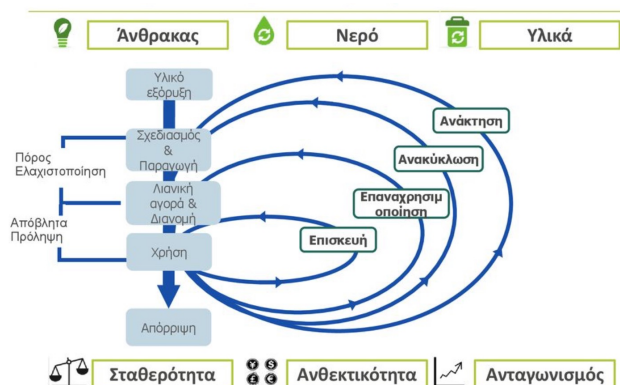 Άνθρακας
Νερό
Υλικά
Υλικό
εξόρυξη
Σχεδιασμός
&
Παραγωγή
Λιανική
αγορά &
Διανομή
Χρήση
Απόρριψη
Πόρος
Ελαχιστοποίηση
Απόβλητα
Πρόληψη
Ανάκτηση
Ανακύκλωση
Επαναχρησιμ
οποίηση
Επισκευή
Σταθερότητα
¥ $
£ €
Ανθεκτικότητα
Ανταγωνισμός